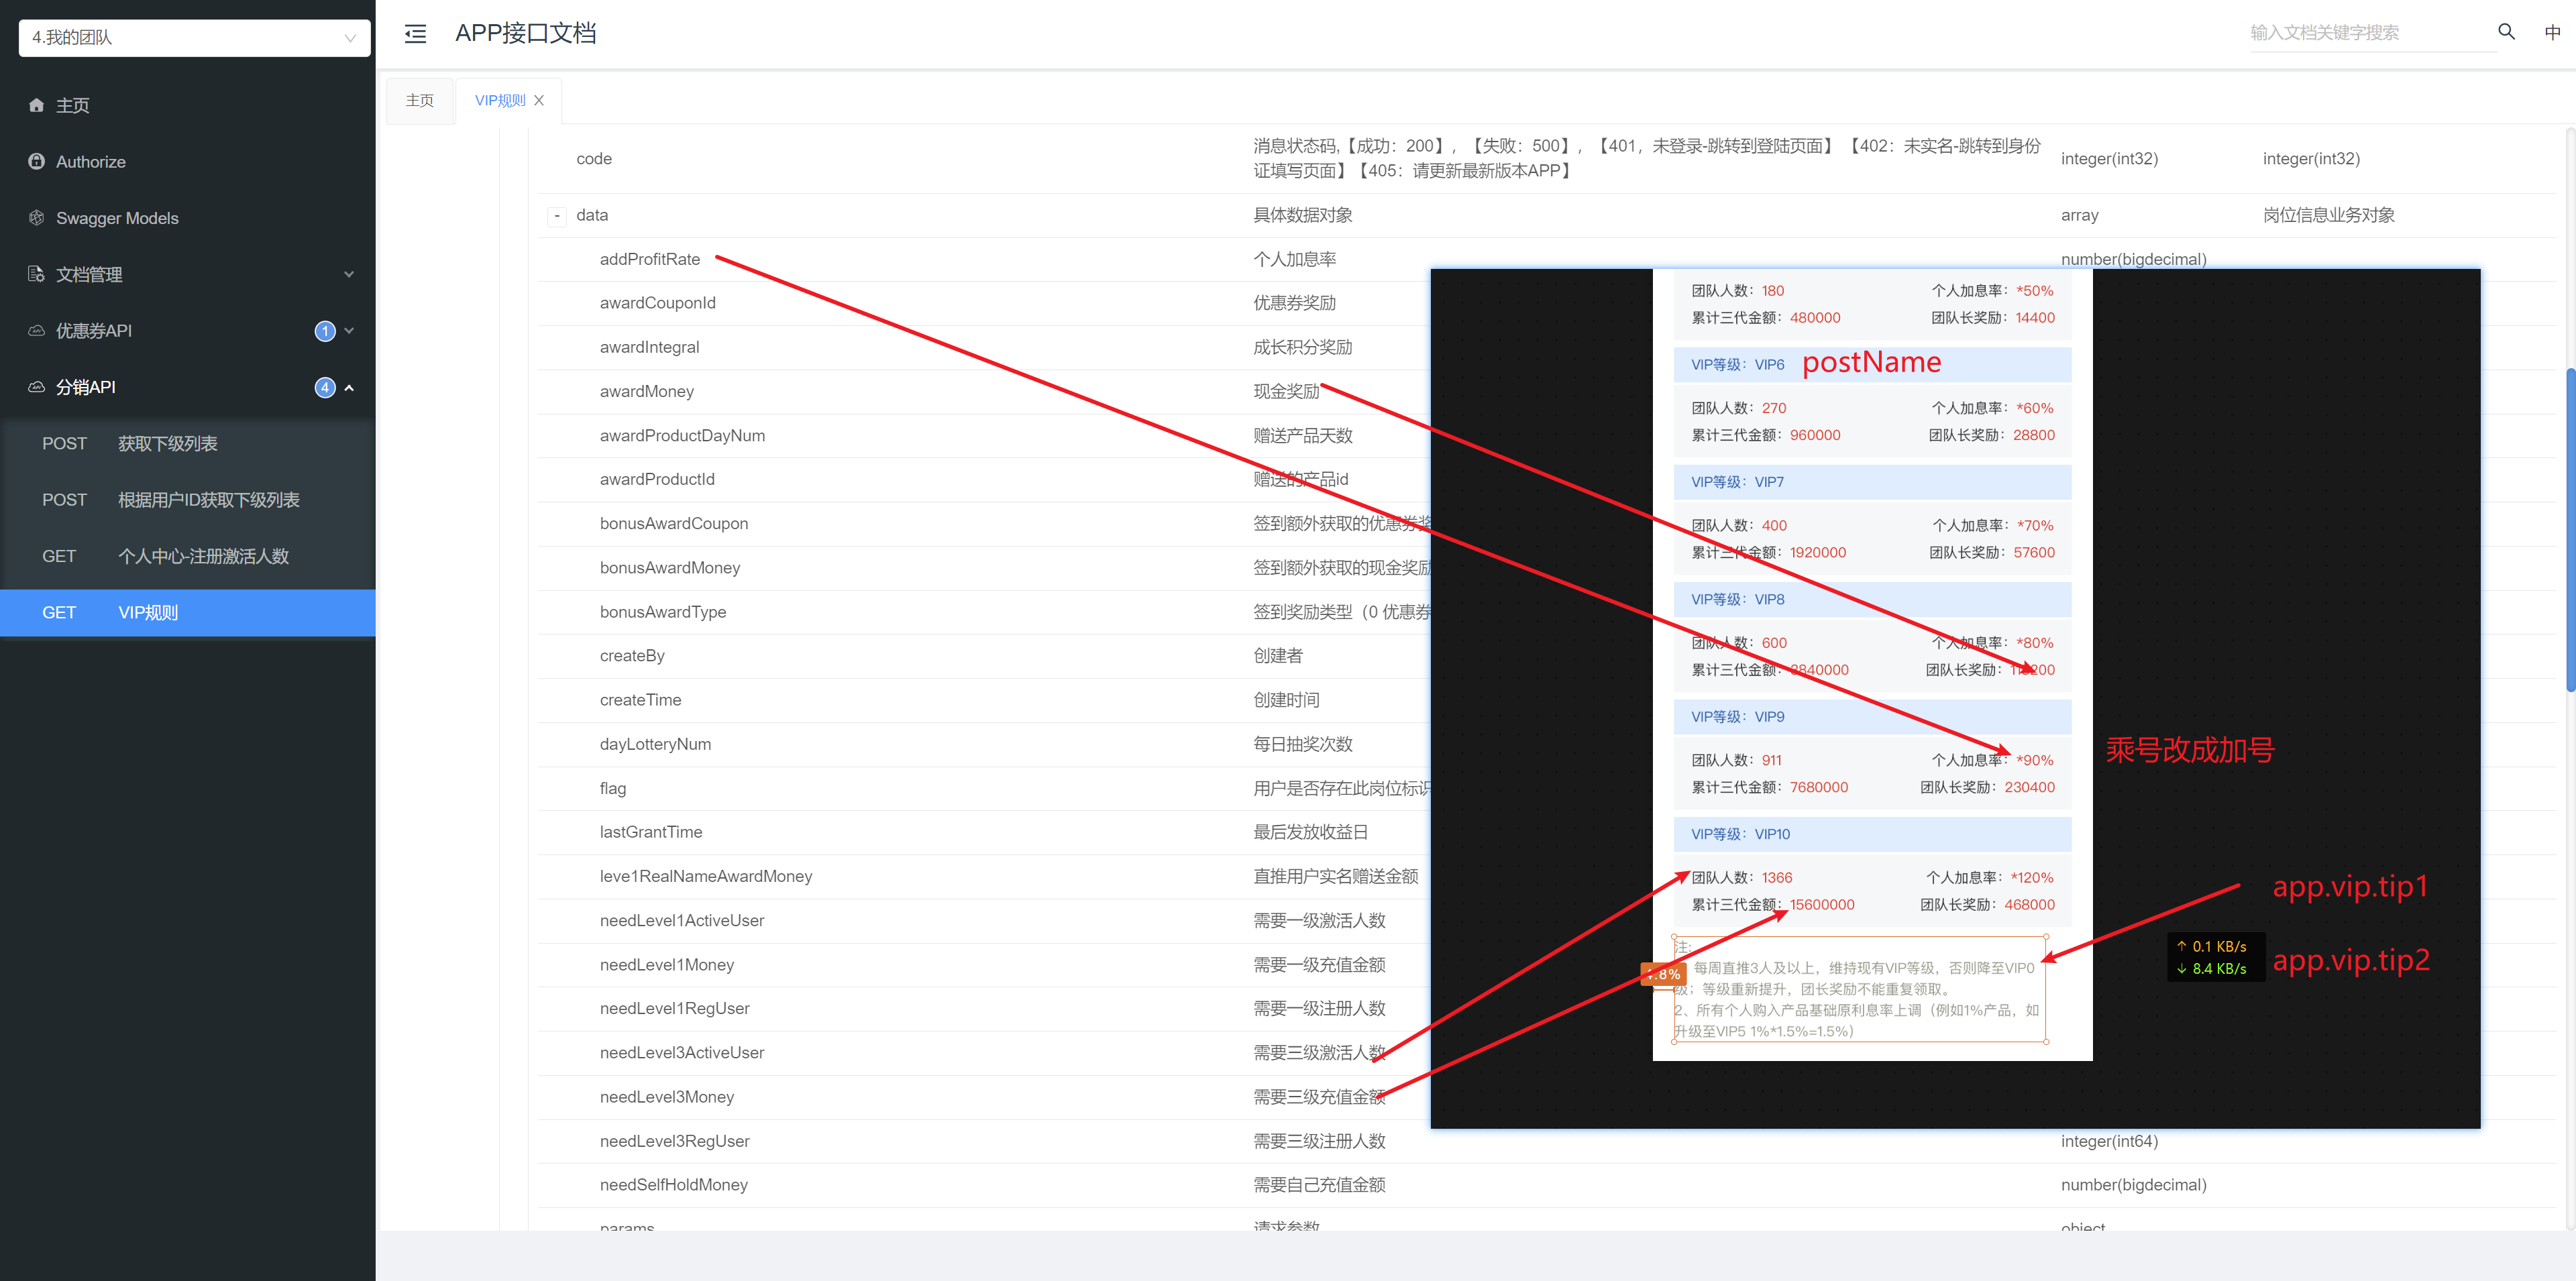 4.我的团队
APP接口文档
输入文档关键字搜索
中
主页
VIP规则
主页
Authorize
Swagger Models
文档管理
优惠券API
1
分销API
4
POST 获取下级列表
POST 根据用户ID获取下级列表
GET 个人中心-注册激活人数
GET VIP规则
code 消息状态码,【成功：200】,【失败：500】,【401，未登录-跳转到登陆页面】【402：未实名-跳转到身份证填写页面】【405：请更新最新版本APP】 integer(int32) integer(int32)
- data 具体数据对象 array 岗位信息业务对象
addProfitRate 个人加息率 number(bigdecimal)
awardCouponId 优惠券奖励
awardIntegral 成长积分奖励
awardMoney 现金奖励
awardProductDayNum 赠送产品天数
awardProductId 赠送的产品id
bonusAwardCoupon 签到额外获取的优惠券奖
bonusAwardMoney 签到额外获取的现金奖励
bonusAwardType 签到奖励类型（0 优惠券
createBy 创建者
createTime 创建时间
dayLotteryNum 每日抽奖次数
flag 用户是否存在此岗位标识
lastGrantTime 最后发放收益日
leve1RealNameAwardMoney 直推用户实名赠送金额
needLevel1ActiveUser 需要一级激活人数
needLevel1Money 需要一级充值金额
needLevel1RegUser 需要一级注册人数
needLevel3ActiveUser 需要三级激活人数
needLevel3Money 需要三级充值金额
needLevel3RegUser 需要三级注册人数 integer(int64)
needSelfHoldMoney 需要自己充值金额 number(bigdecimal)
params 请求参数 object
团队人数：180 个人加息率：*50%
累计三代金额：480000 团队长奖励：14400
VIP等级：VIP6 postName
团队人数：270 个人加息率：*60%
累计三代金额：960000 团队长奖励：28800
VIP等级：VIP7
团队人数：400 个人加息率：*70%
累计三代金额：1920000 团队长奖励：57600
VIP等级：VIP8
团队人数：600 个人加息率：*80%
累计三代金额：3840000 团队长奖励：
VIP等级：VIP9
团队人数：911 个人加息率：*90%
累计三代金额：7680000 团队长奖励：230400
VIP等级：VIP10
团队人数：1366 个人加息率：*120%
累计三代金额：15600000 团队长奖励：468000
注:
每周直推3人及以上，维持现有VIP等级，否则降至VIP0
级；等级重新提升，团长奖励不能重复领取。
2、所有个人购入产品基础原利息率上调（例如1%产品，如
升级至VIP5 1%*1.5%=1.5%）
乘号改成加号
app.vip.tip1
app.vip.tip2
↑ 0.1 KB/s
↓ 8.4 KB/s